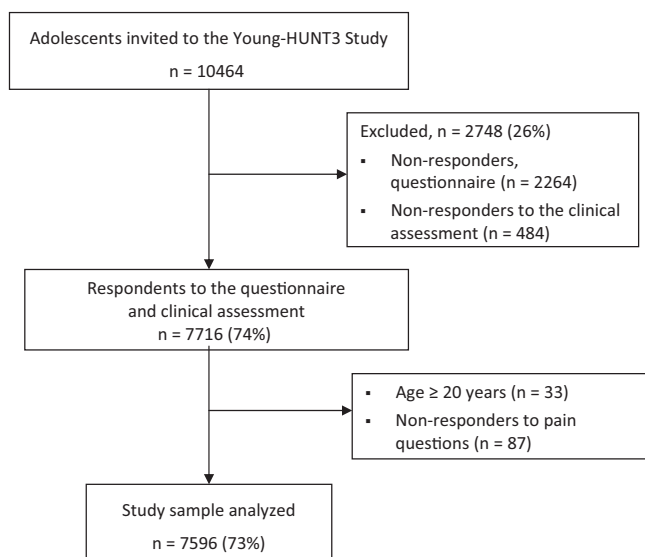 Adolescents invited to the Young-HUNT3 Study
n = 10464
Excluded, n = 2748 (26%)
▪ Non-responders,
questionnaire (n = 2264)
▪ Non-responders to the clinical
assessment (n = 484)
Respondents to the questionnaire
and clinical assessment
n = 7716 (74%)
▪ Age ≥ 20 years (n = 33)
▪ Non-responders to pain
questions (n = 87)
Study sample analyzed
n = 7596 (73%)